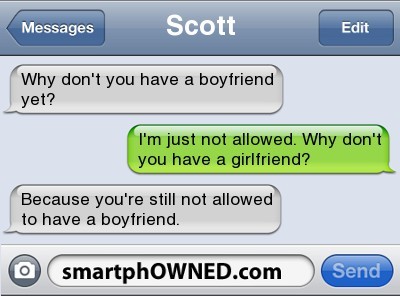 Messages
Scott
Edit
Why don't you have a boyfriend
yet?
I'm just not allowed. Why don't
you have a girlfriend?
Because you're still not allowed
to have a boyfriend.
smartphOWNED.com
Send